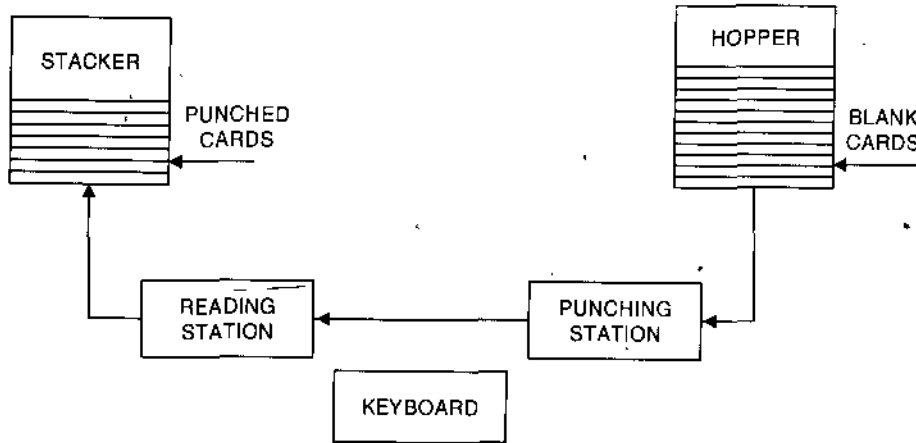 STACKER
PUNCHED
CARDS
HOPPER
BLANK
CARDS
READING
STATION
PUNCHING
STATION
KEYBOARD